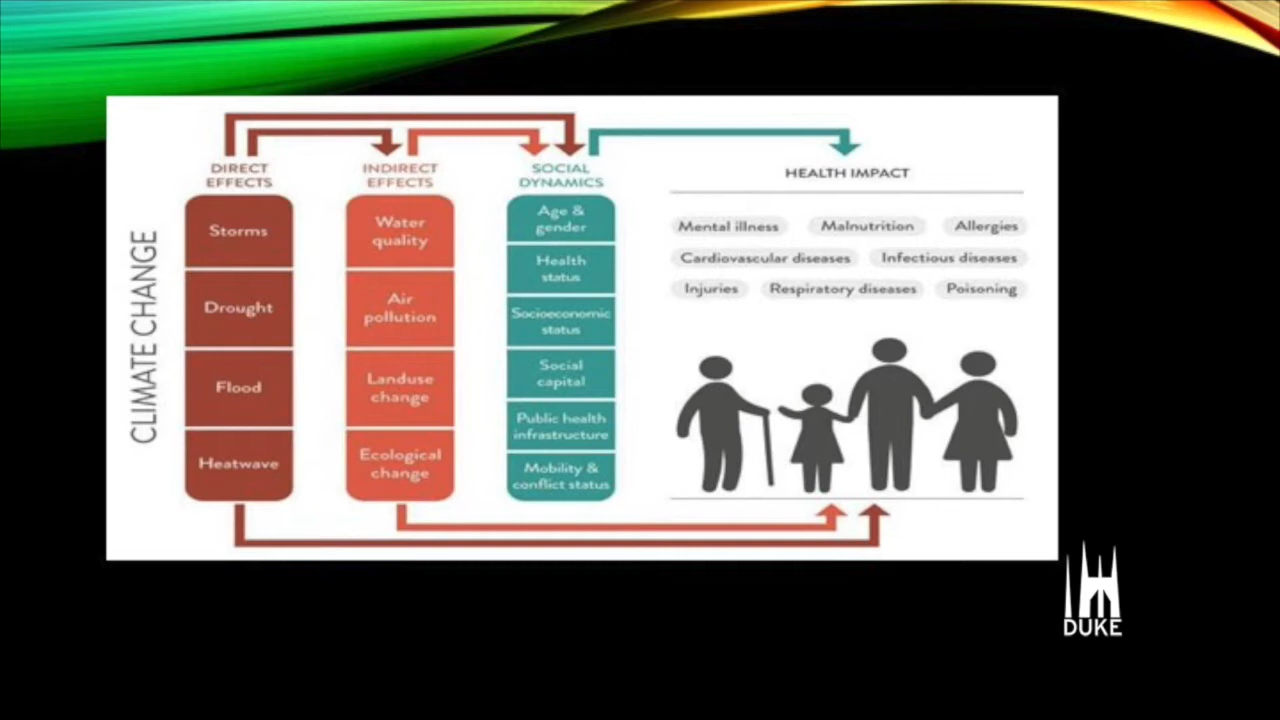 DIRECT
EFFECTS
INDIRECT
EFFECTS
SOCIAL
DYNAMICS
HEALTH IMPACT
CLIMATE CHANGE
Storms
Drought
Flood
Heatwave
Water
quality
Air
pollution
Landuse
change
Ecological
change
Age &
gender
Health
status
Socioeconomic
status
Social
capital
Public health
infrastructure
Mobility &
conflict status
Mental illness
Malnutrition
Allergies
Cardiovascular diseases
Infectious diseases
Injuries
Respiratory diseases
Poisoning
DUKE